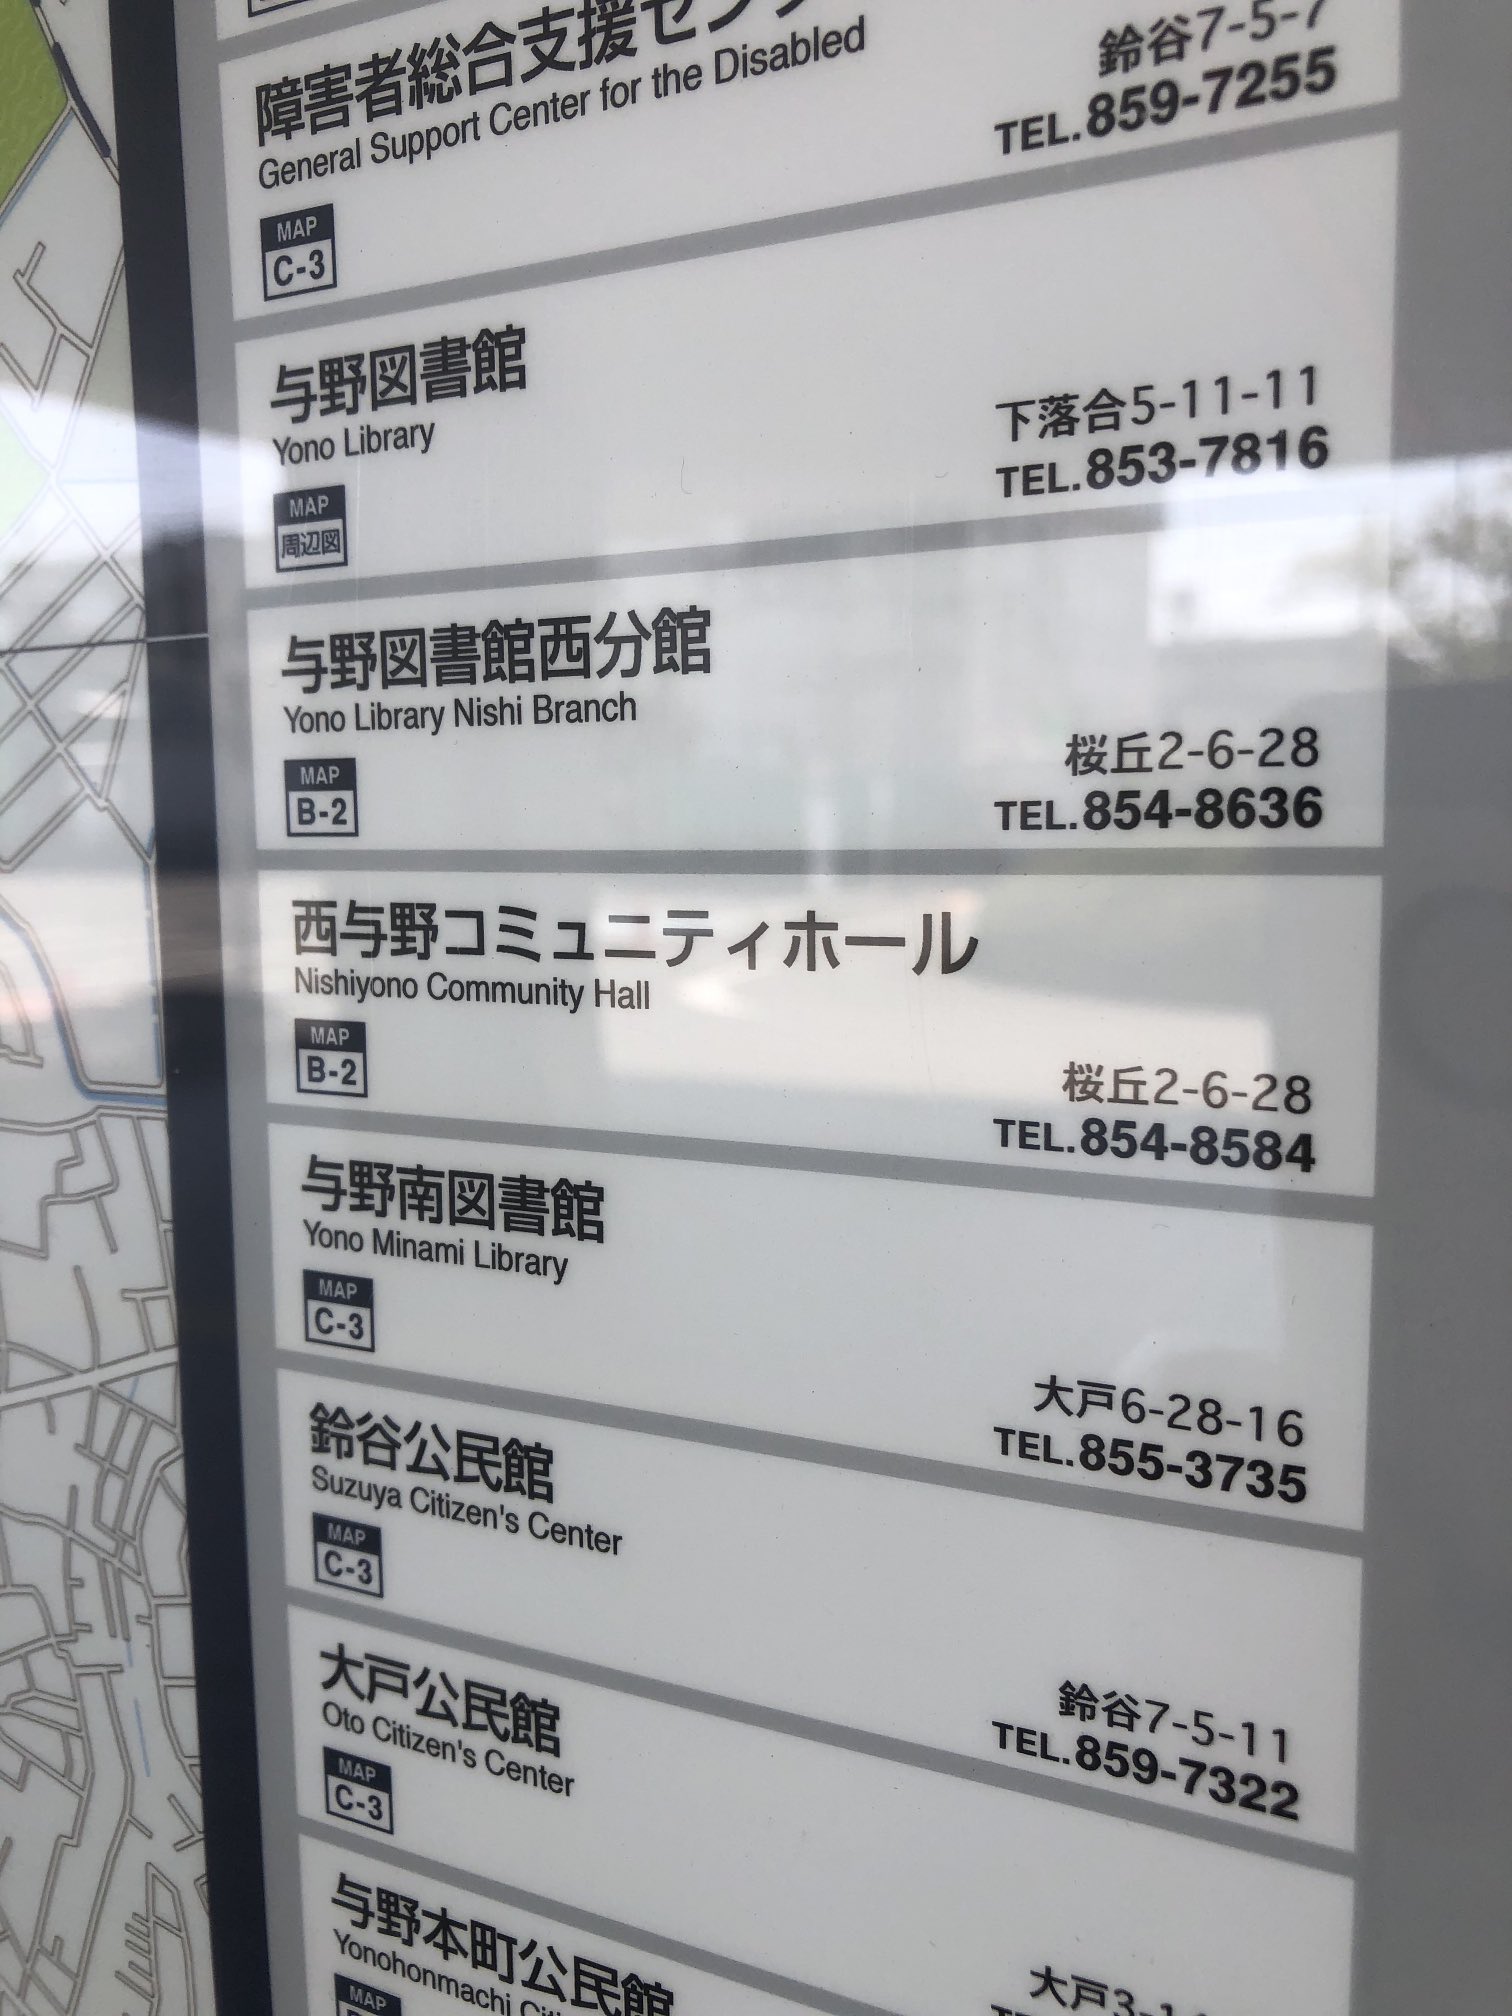 障害者総合支援センタ
General Support Center for the Disabled
鈴谷7-5-7
TEL.859-7255
MAP
C-3
与野図書館
Yono Library
下落合5-11-11
TEL.853-7816
MAP
周辺図
与野図書館西分館
Yono Library Nishi Branch
桜丘2-6-28
TEL.854-8636
MAP
B-2
西与野コミュニティホール
Nishiyono Community Hall
桜丘2-6-28
TEL.854-8584
MAP
B-2
与野南図書館
Yono Minami Library
大戸6-28-16
TEL.855-3735
MAP
C-3
鈴谷公民館
Suzuya Citizen's Center
鈴谷7-5-11
TEL.859-7322
MAP
C-3
大戸公民館
Oto Citizen's Center
大戸3-1
MAP
C-3
与野本町公民館
Yonohonmachi
MAP